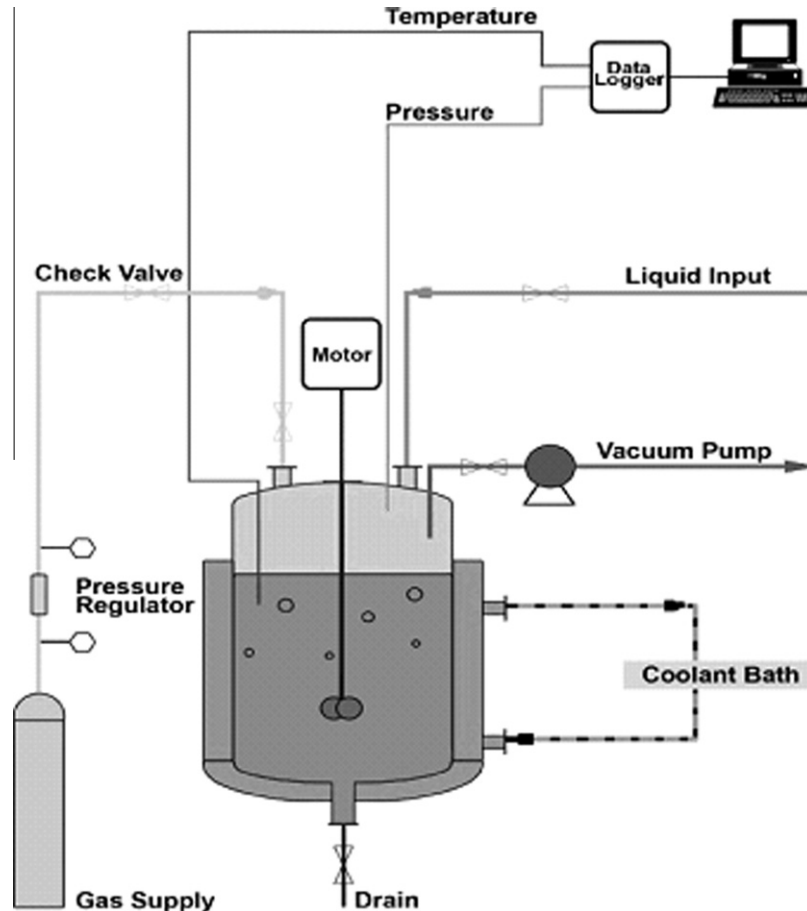 Temperature
Data
Logger
Pressure
Check Valve
Liquid Input
Motor
Vacuum Pump
Pressure
Regulator
Coolant Bath
Gas Supply
Drain